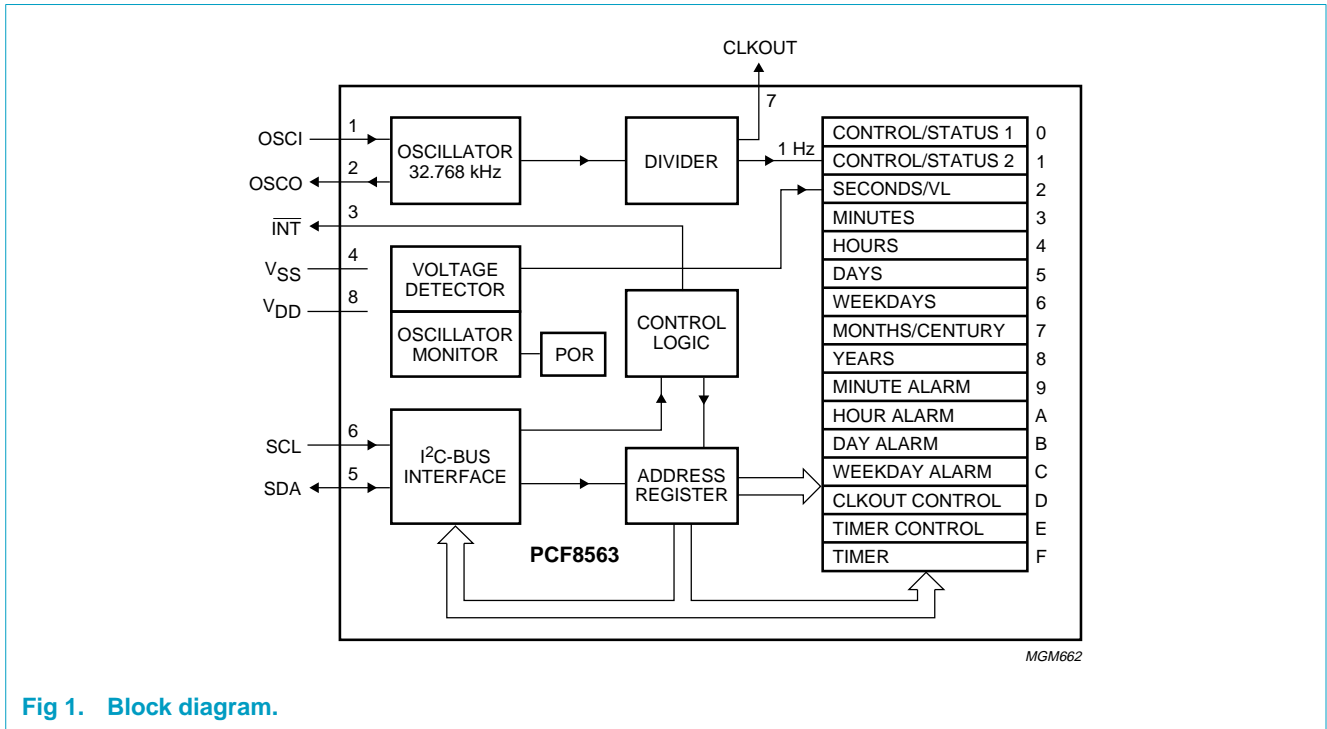 CLKOUT
7
OSCI
1
OSCO
2
OSCILLATOR
32.768 kHz
DIVIDER
1 Hz
INT
3
VSS
4
VDD
8
VOLTAGE
DETECTOR
OSCILLATOR
MONITOR
POR
CONTROL
LOGIC
SCL
6
SDA
5
I2C-BUS
INTERFACE
ADDRESS
REGISTER
PCF8563
CONTROL/STATUS 1 0
CONTROL/STATUS 2 1
SECONDS/VL 2
MINUTES 3
HOURS 4
DAYS 5
WEEKDAYS 6
MONTHS/CENTURY 7
YEARS 8
MINUTE ALARM 9
HOUR ALARM A
DAY ALARM B
WEEKDAY ALARM C
CLKOUT CONTROL D
TIMER CONTROL E
TIMER F
MGM662
Fig 1. Block diagram.